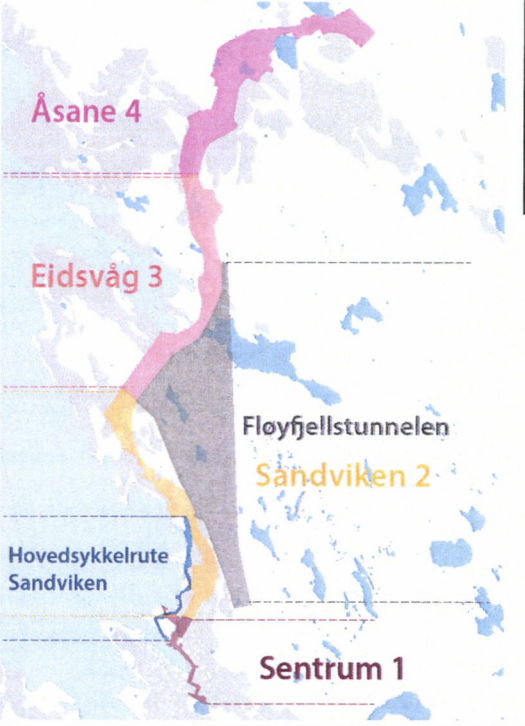 Åsane 4
Eidsvåg 3
Fløyfjellstunnelen
Sandviken 2
Hovedsykkelrute
Sandviken
Sentrum 1